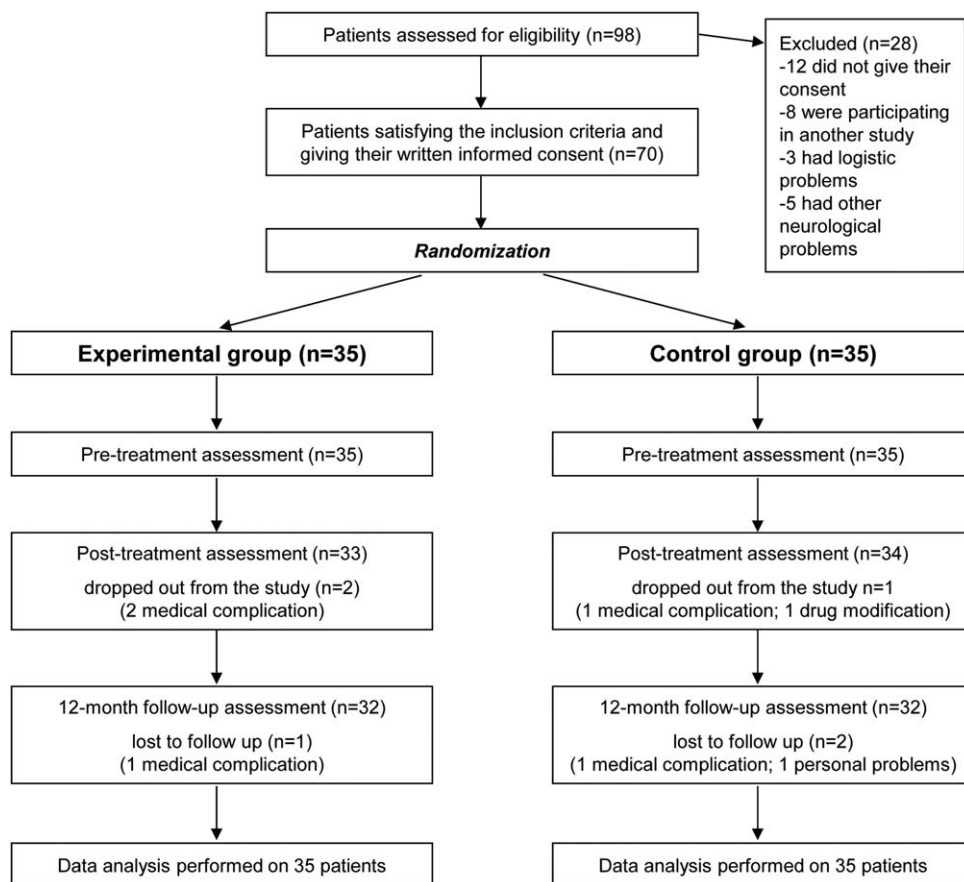 Patients assessed for eligibility (n=98)
Excluded (n=28)
-12 did not give their
consent
-8 were participating
in another study
-3 had logistic
problems
-5 had other
neurological
problems
Patients satisfying the inclusion criteria and
giving their written informed consent (n=70)
Randomization
Experimental group (n=35)
Pre-treatment assessment (n=35)
Post-treatment assessment (n=33)
dropped out from the study (n=2)
(2 medical complication)
12-month follow-up assessment (n=32)
lost to follow up (n=1)
(1 medical complication)
Data analysis performed on 35 patients
Control group (n=35)
Pre-treatment assessment (n=35)
Post-treatment assessment (n=34)
dropped out from the study n=1
(1 medical complication; 1 drug modification)
12-month follow-up assessment (n=32)
lost to follow up (n=2)
(1 medical complication; 1 personal problems)
Data analysis performed on 35 patients